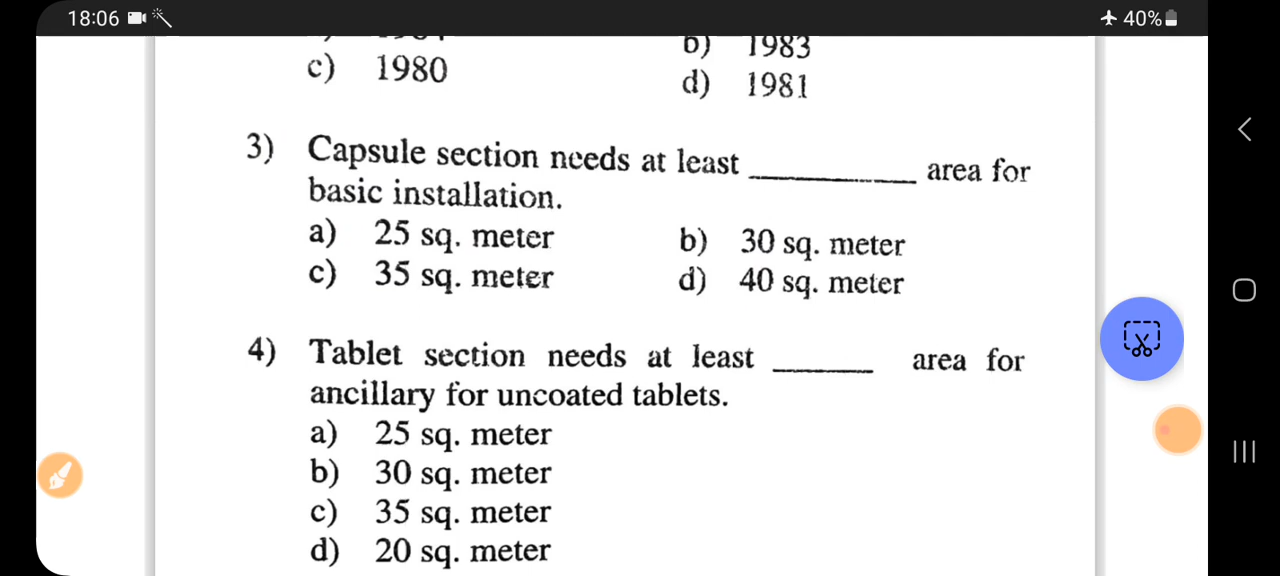 18:06
40%
b) 1983
c) 1980
d) 1981
3) Capsule section needs at least ________ area for
basic installation.
a) 25 sq. meter b) 30 sq. meter
c) 35 sq. meter d) 40 sq. meter
4) Tablet section needs at least ______ area for
ancillary for uncoated tablets.
a) 25 sq. meter
b) 30 sq. meter
c) 35 sq. meter
d) 20 sq. meter